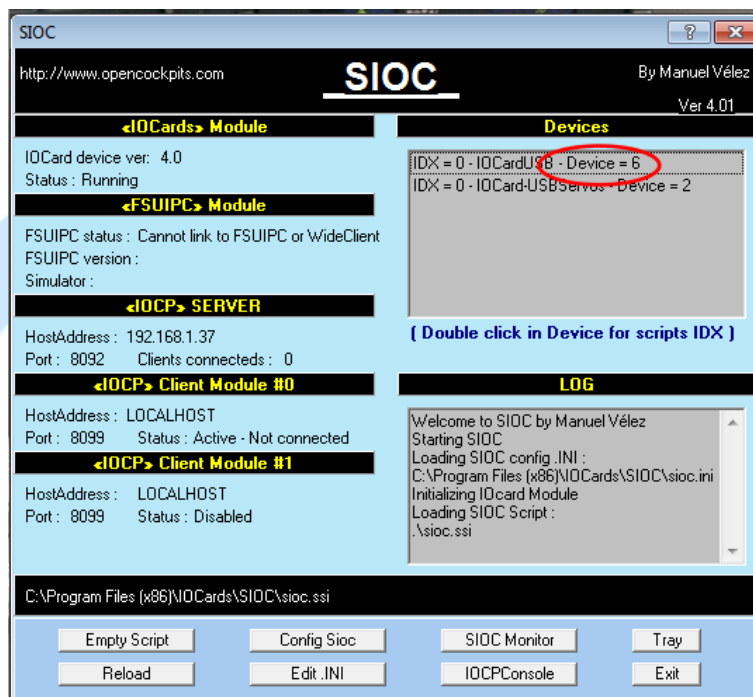 SIOC
http://www.opencockpits.com
_SIOC_
By Manuel Vélez
Ver 4.01
«IOCards» Module
IOCard device ver: 4.0
Status : Running
«FSUIPC» Module
FSUIPC status : Cannot link to FSUIPC or WideClient
FSUIPC version :
Simulator :
«IOCP» SERVER
HostAddress : 192.168.1.37
Port : 8092 Clients connecteds : 0
«IOCP» Client Module #0
HostAddress : LOCALHOST
Port : 8099 Status : Active - Not connected
«IOCP» Client Module #1
HostAddress : LOCALHOST
Port : 8099 Status : Disabled
Devices
IDX = 0 - IOCardUSB - Device = 6
IDX = 0 - IOCard-USBServos - Device = 2
( Double click in Device for scripts IDX )
LOG
Welcome to SIOC by Manuel Vélez
Starting SIOC
Loading SIOC config .INI :
C:\Program Files (x86)\IOCards\SIOC\sioc.ini
Initializing IOcard Module
Loading SIOC Script :
.\sioc.ssi
C:\Program Files (x86)\IOCards\SIOC\sioc.ssi
Empty Script Config Sioc SIOC Monitor Tray
Reload Edit .INI IOCPConsole Exit